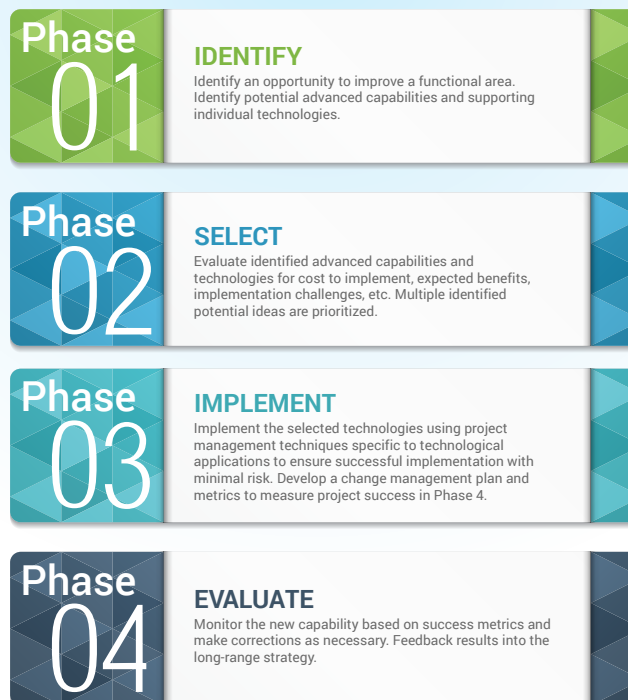 Phase
01
IDENTIFY
Identify an opportunity to improve a functional area.
Identify potential advanced capabilities and supporting
individual technologies.
Phase
02
SELECT
Evaluate identified advanced capabilities and
technologies for cost to implement, expected benefits,
implementation challenges, etc. Multiple identified
potential ideas are prioritized.
Phase
03
IMPLEMENT
Implement the selected technologies using project
management techniques specific to technological
applications to ensure successful implementation with
minimal risk. Develop a change management plan and
metrics to measure project success in Phase 4.
Phase
04
EVALUATE
Monitor the new capability based on success metrics and
make corrections as necessary. Feedback results into the
long-range strategy.